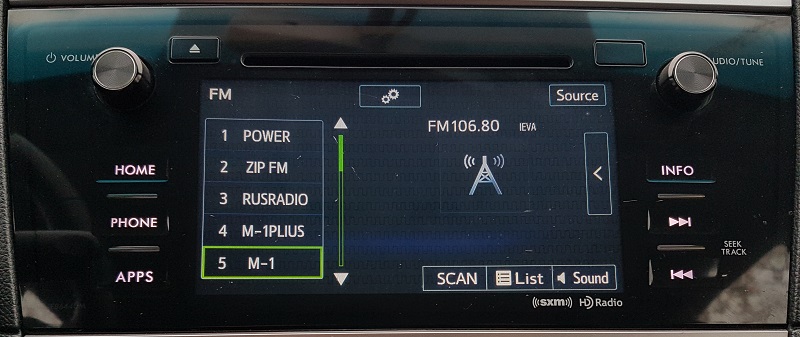 VOLUME
AUDIO/TUNE
FM
Source
1 POWER
2 ZIP FM
3 RUSRADIO
4 M-1PLIUS
5 M-1
FM106.80 IEVA
<
SCAN List Sound
HOME
PHONE
APPS
INFO
SEEK
TRACK
((sxm)) HD Radio